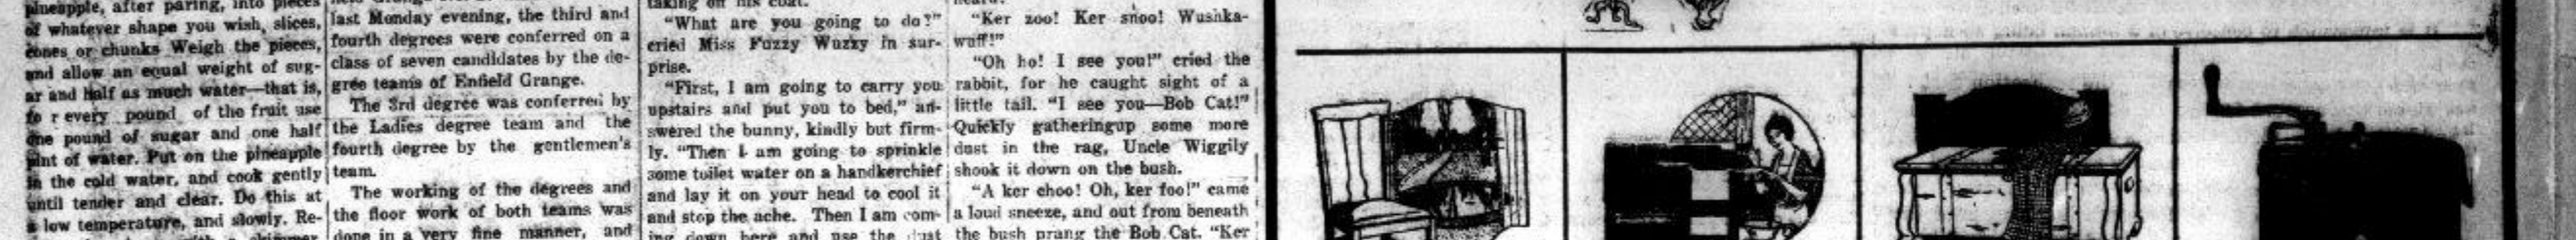 pineapple, after paring, into pieces
of whatever shape you wish, slices,
cones or chunks Weigh the pieces,
and allow an equal weight of sug-
ar and half as much water—that is,
fo r every pound of the fruit use
one pound of sugar and one half
pint of water. Put on the pineapple
in the cold water, and cook gently
until tender and clear. Do this at
a low temperature, and slowly. Re-
last Monday evening, the third and
fourth degrees were conferred on a
class of seven candidates by the de-
gree teams of Enfield Grange.
The 3rd degree was conferred by
the Ladies degree team and the
fourth degree by the gentlemen's
team.
The working of the degrees and
the floor work of both teams was
done in a very fine manner, and
taking off his coat.
"What are you going to do?"
cried Miss Fuzzy Wuzzy in sur-
prise.
"First, I am going to carry you
upstairs and put you to bed," an-
swered the bunny, kindly but firm-
ly. "Then I am going to sprinkle
some toilet water on a handkerchief
and lay it on your head to cool it
and stop the ache. Then I am com-
ing down here and use the dust
"Ker zoo! Ker snoo! Wushka-
wuff!"
"Oh ho! I see you!" cried the
rabbit, for he caught sight of a
little tail. "I see you—Bob Cat!"
Quickly gatheringup some more
dust in the rag, Uncle Wiggily
shook it down on the bush.
"A ker choo! Oh, ker foo!" came
a loud sneeze, and out from beneath
the bush prang the Bob Cat. "Ker